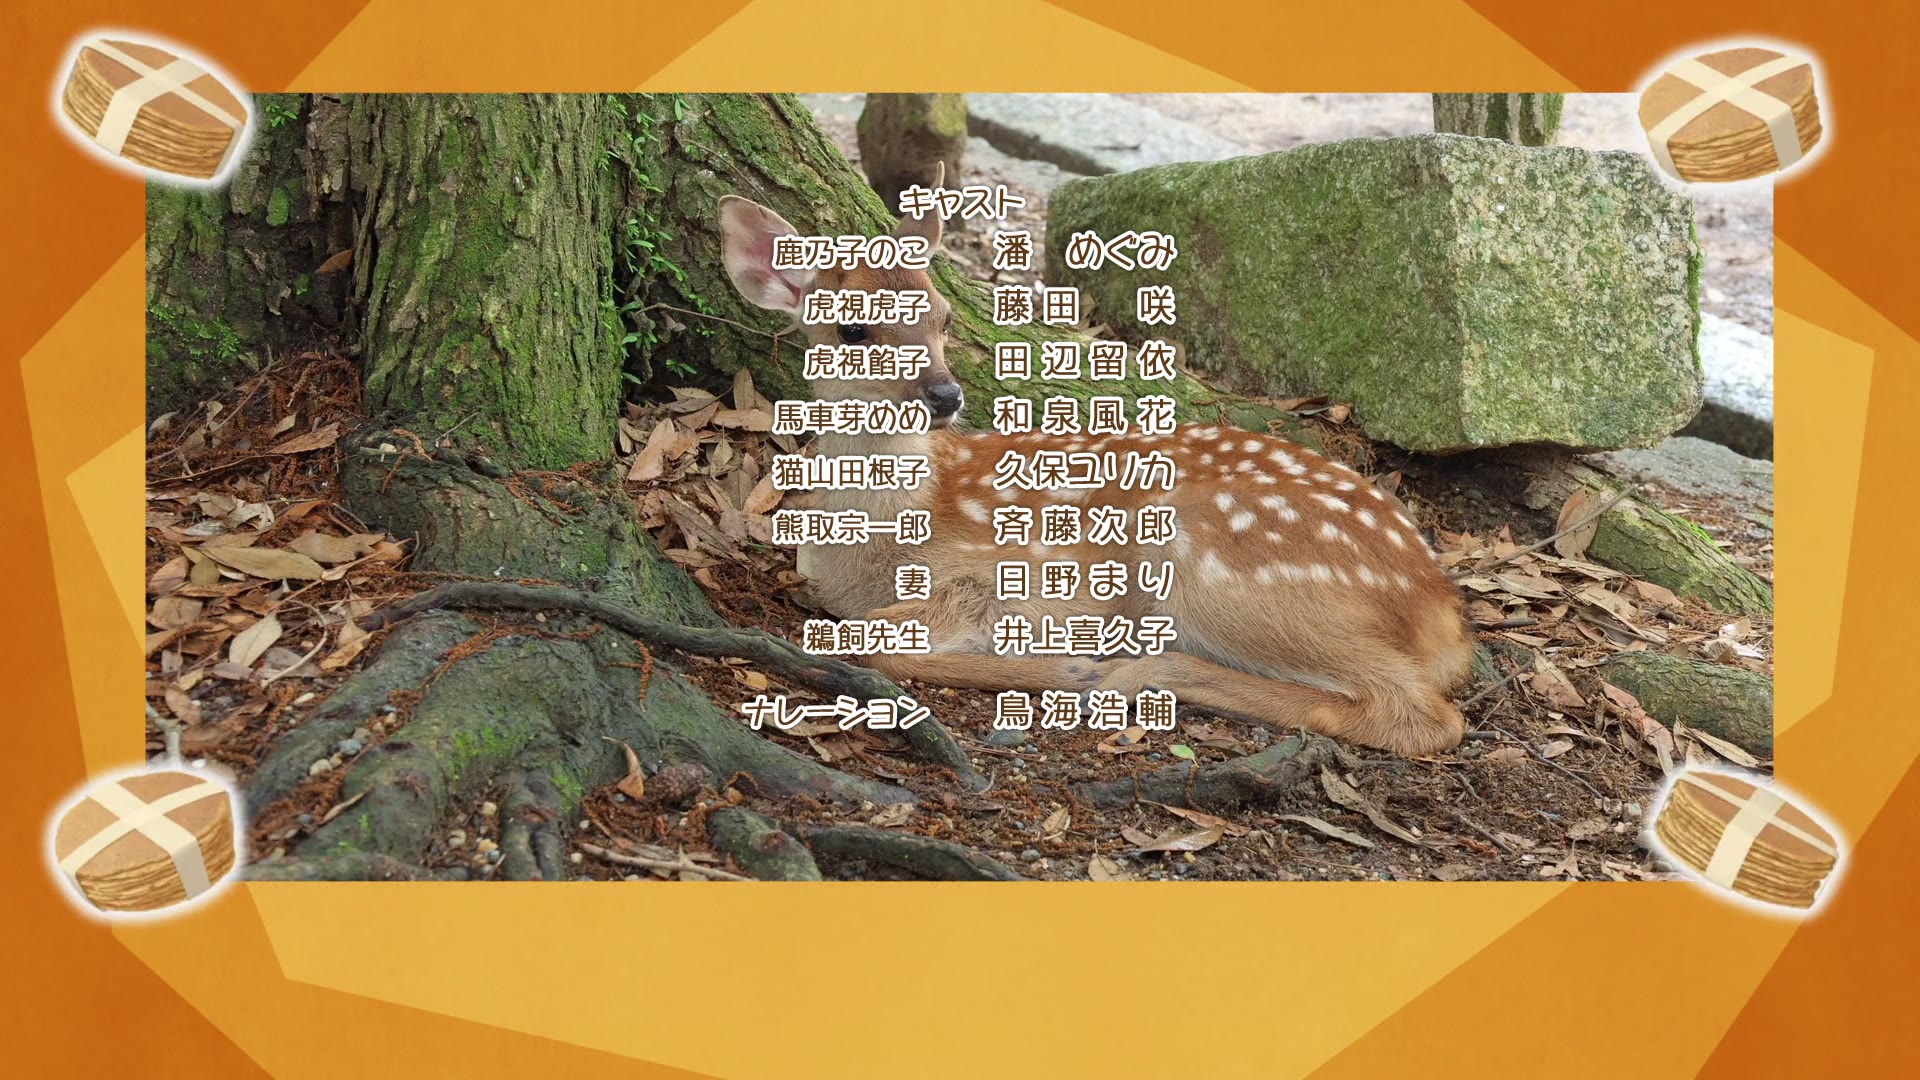 キャスト
鹿乃子のこ 潘 めぐみ
虎視虎子 藤田 咲
虎視餡子 田辺留依
馬車芽めめ 和泉風花
猫山田根子 久保ユリカ
熊取宗一郎 斉藤次郎
妻 日野まり
鵜飼先生 井上喜久子
ナレーション 鳥海浩輔